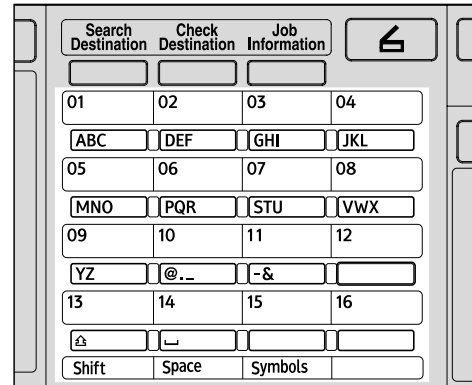 Search Destination Check Destination Job Information
01 02 03 04
ABC DEF GHI JKL
05 06 07 08
MNO PQR STU VWX
09 10 11 12
YZ @._ -&
13 14 15 16
Shift Space Symbols